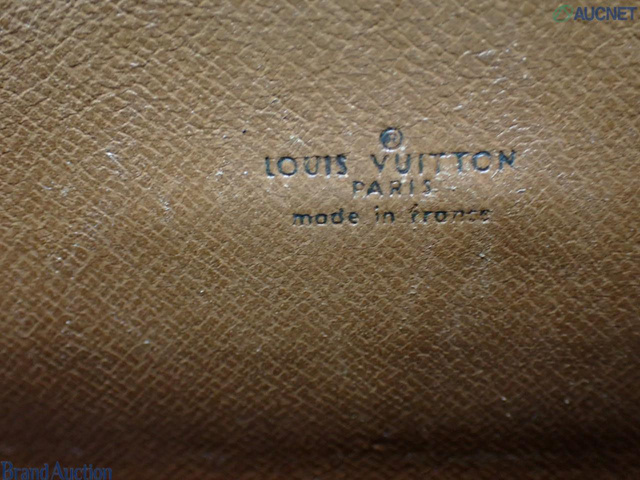 AUCNET
®
LOUIS VUITTON
PARIS
made in france
Brand Auction